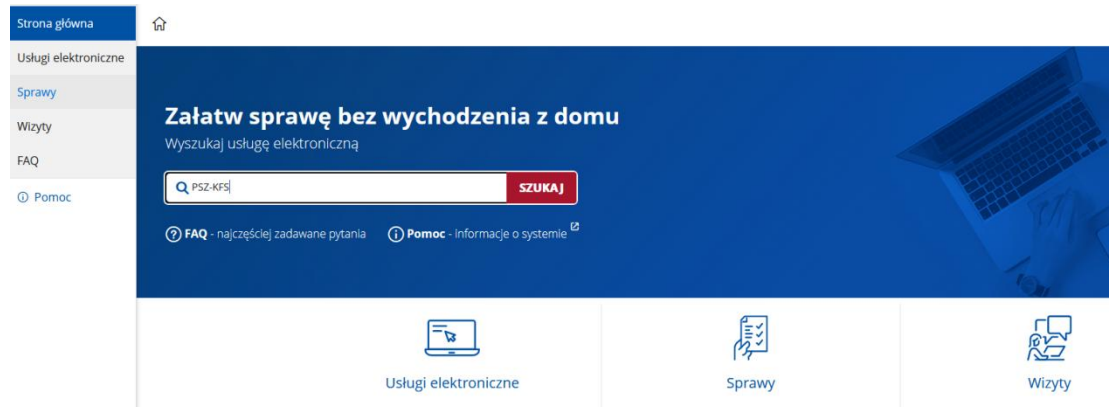 Strona główna
Usługi elektroniczne
Sprawy
Wizyty
FAQ
Pomoc
Załatw sprawę bez wychodzenia z domu
Wyszukaj usługę elektroniczną
PSZ-KFS
SZUKAJ
FAQ - najczęściej zadawane pytania
Pomoc - informacje o systemie
Usługi elektroniczne
Sprawy
Wizyty